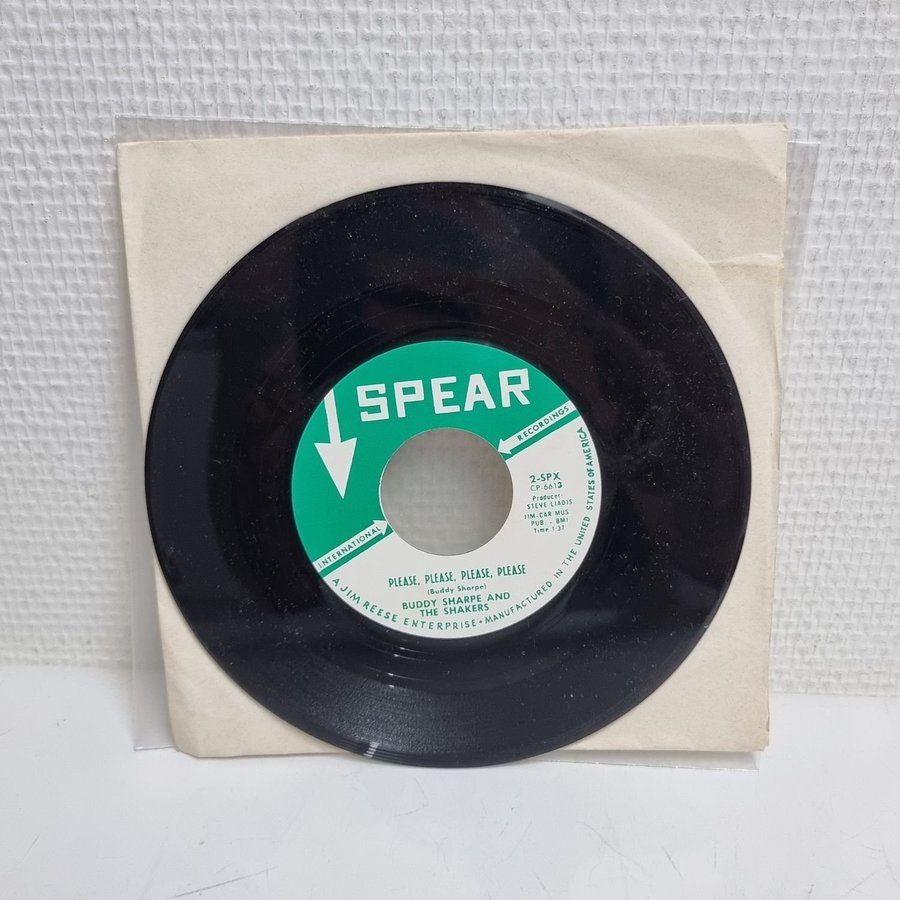 SPEAR
INTERNATIONAL
RECORDINGS
2-SPX
CP-6613
Producer:
STEVE LIADIS
JIM-CAR MUS
PUB - BMI
Time 1:37
PLEASE, PLEASE, PLEASE, PLEASE
(Buddy Sharpe)
BUDDY SHARPE AND
THE SHAKERS
A JIM REESE ENTERPRISE • MANUFACTURED IN THE UNITED STATES OF AMERICA